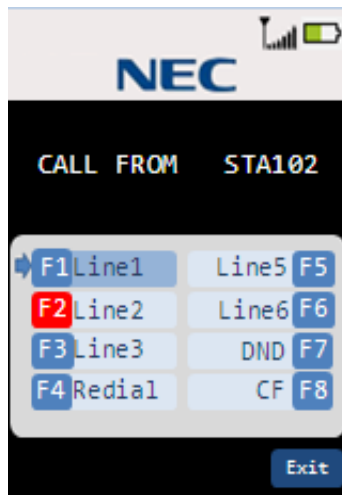 NEC
CALL FROM STA102
F1 Line1 Line5 F5
F2 Line2 Line6 F6
F3 Line3 DND F7
F4 Redial CF F8
Exit